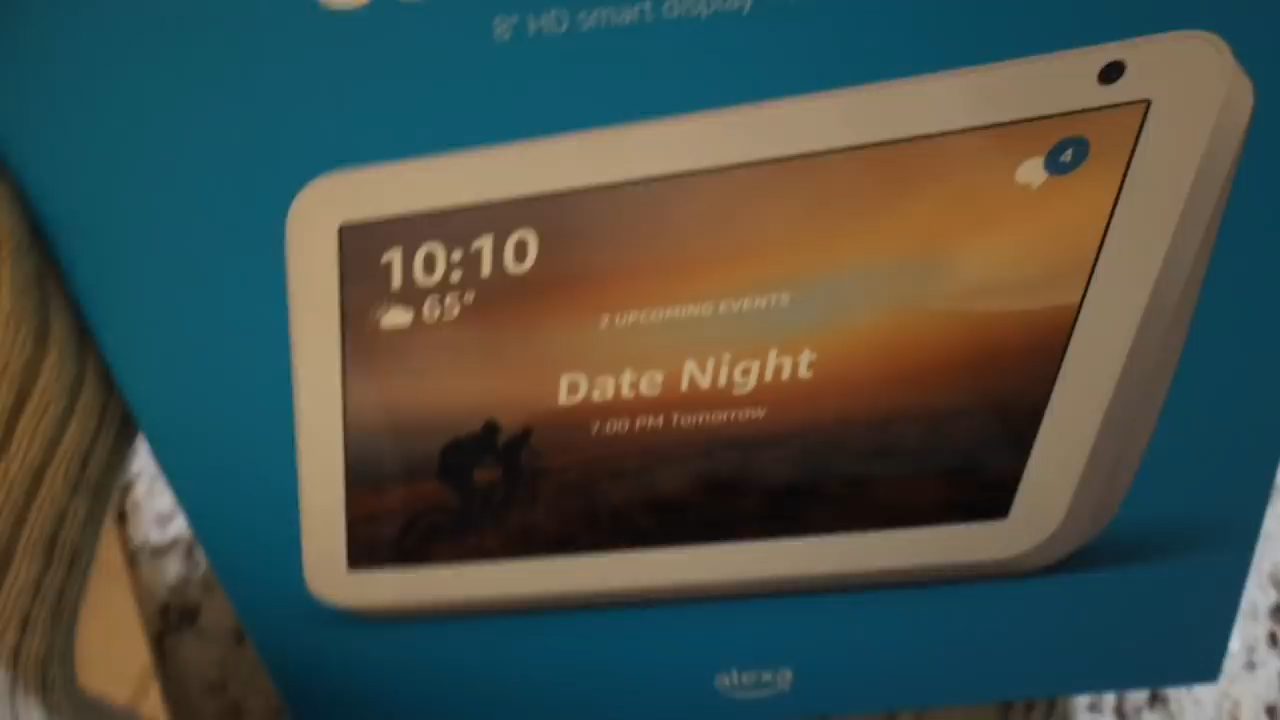 8" HD smart display
4
10:10
65°
2 UPCOMING EVENTS
Date Night
7:00 PM Tomorrow
alexa